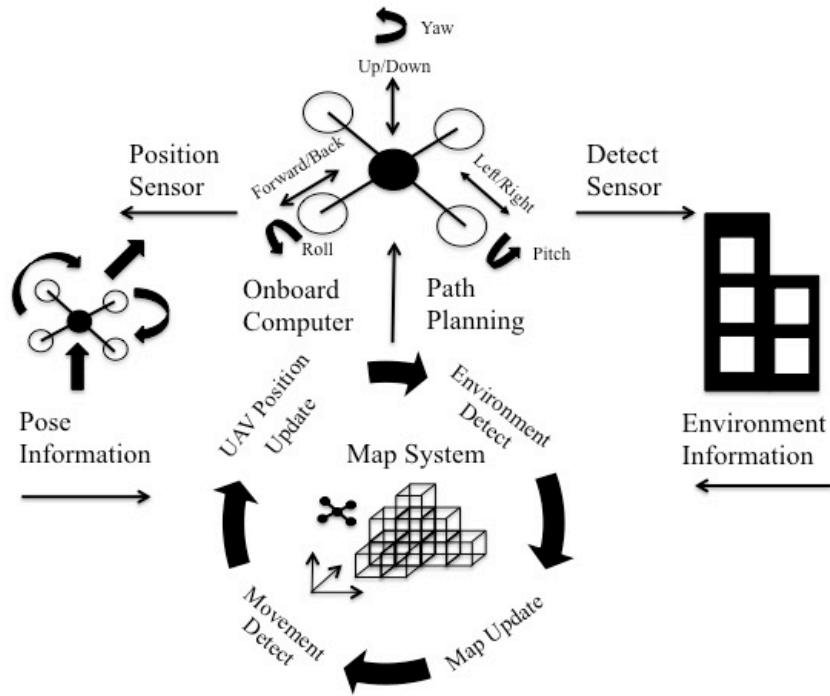 Yaw
Up/Down
Position
Sensor
Forward/Back
Left/Right
Detect
Sensor
Roll
Pitch
Onboard
Computer
Path
Planning
UAV Position
Update
Environment
Detect
Pose
Information
Map System
Environment
Information
Movement
Detect
Map Update